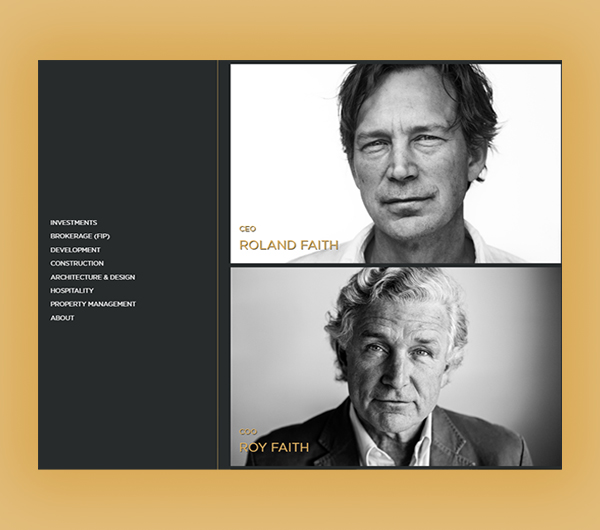 INVESTMENTS
BROKERAGE (FIP)
DEVELOPMENT
CONSTRUCTION
ARCHITECTURE & DESIGN
HOSPITALITY
PROPERTY MANAGEMENT
ABOUT
CEO
ROLAND FAITH
COO
ROY FAITH